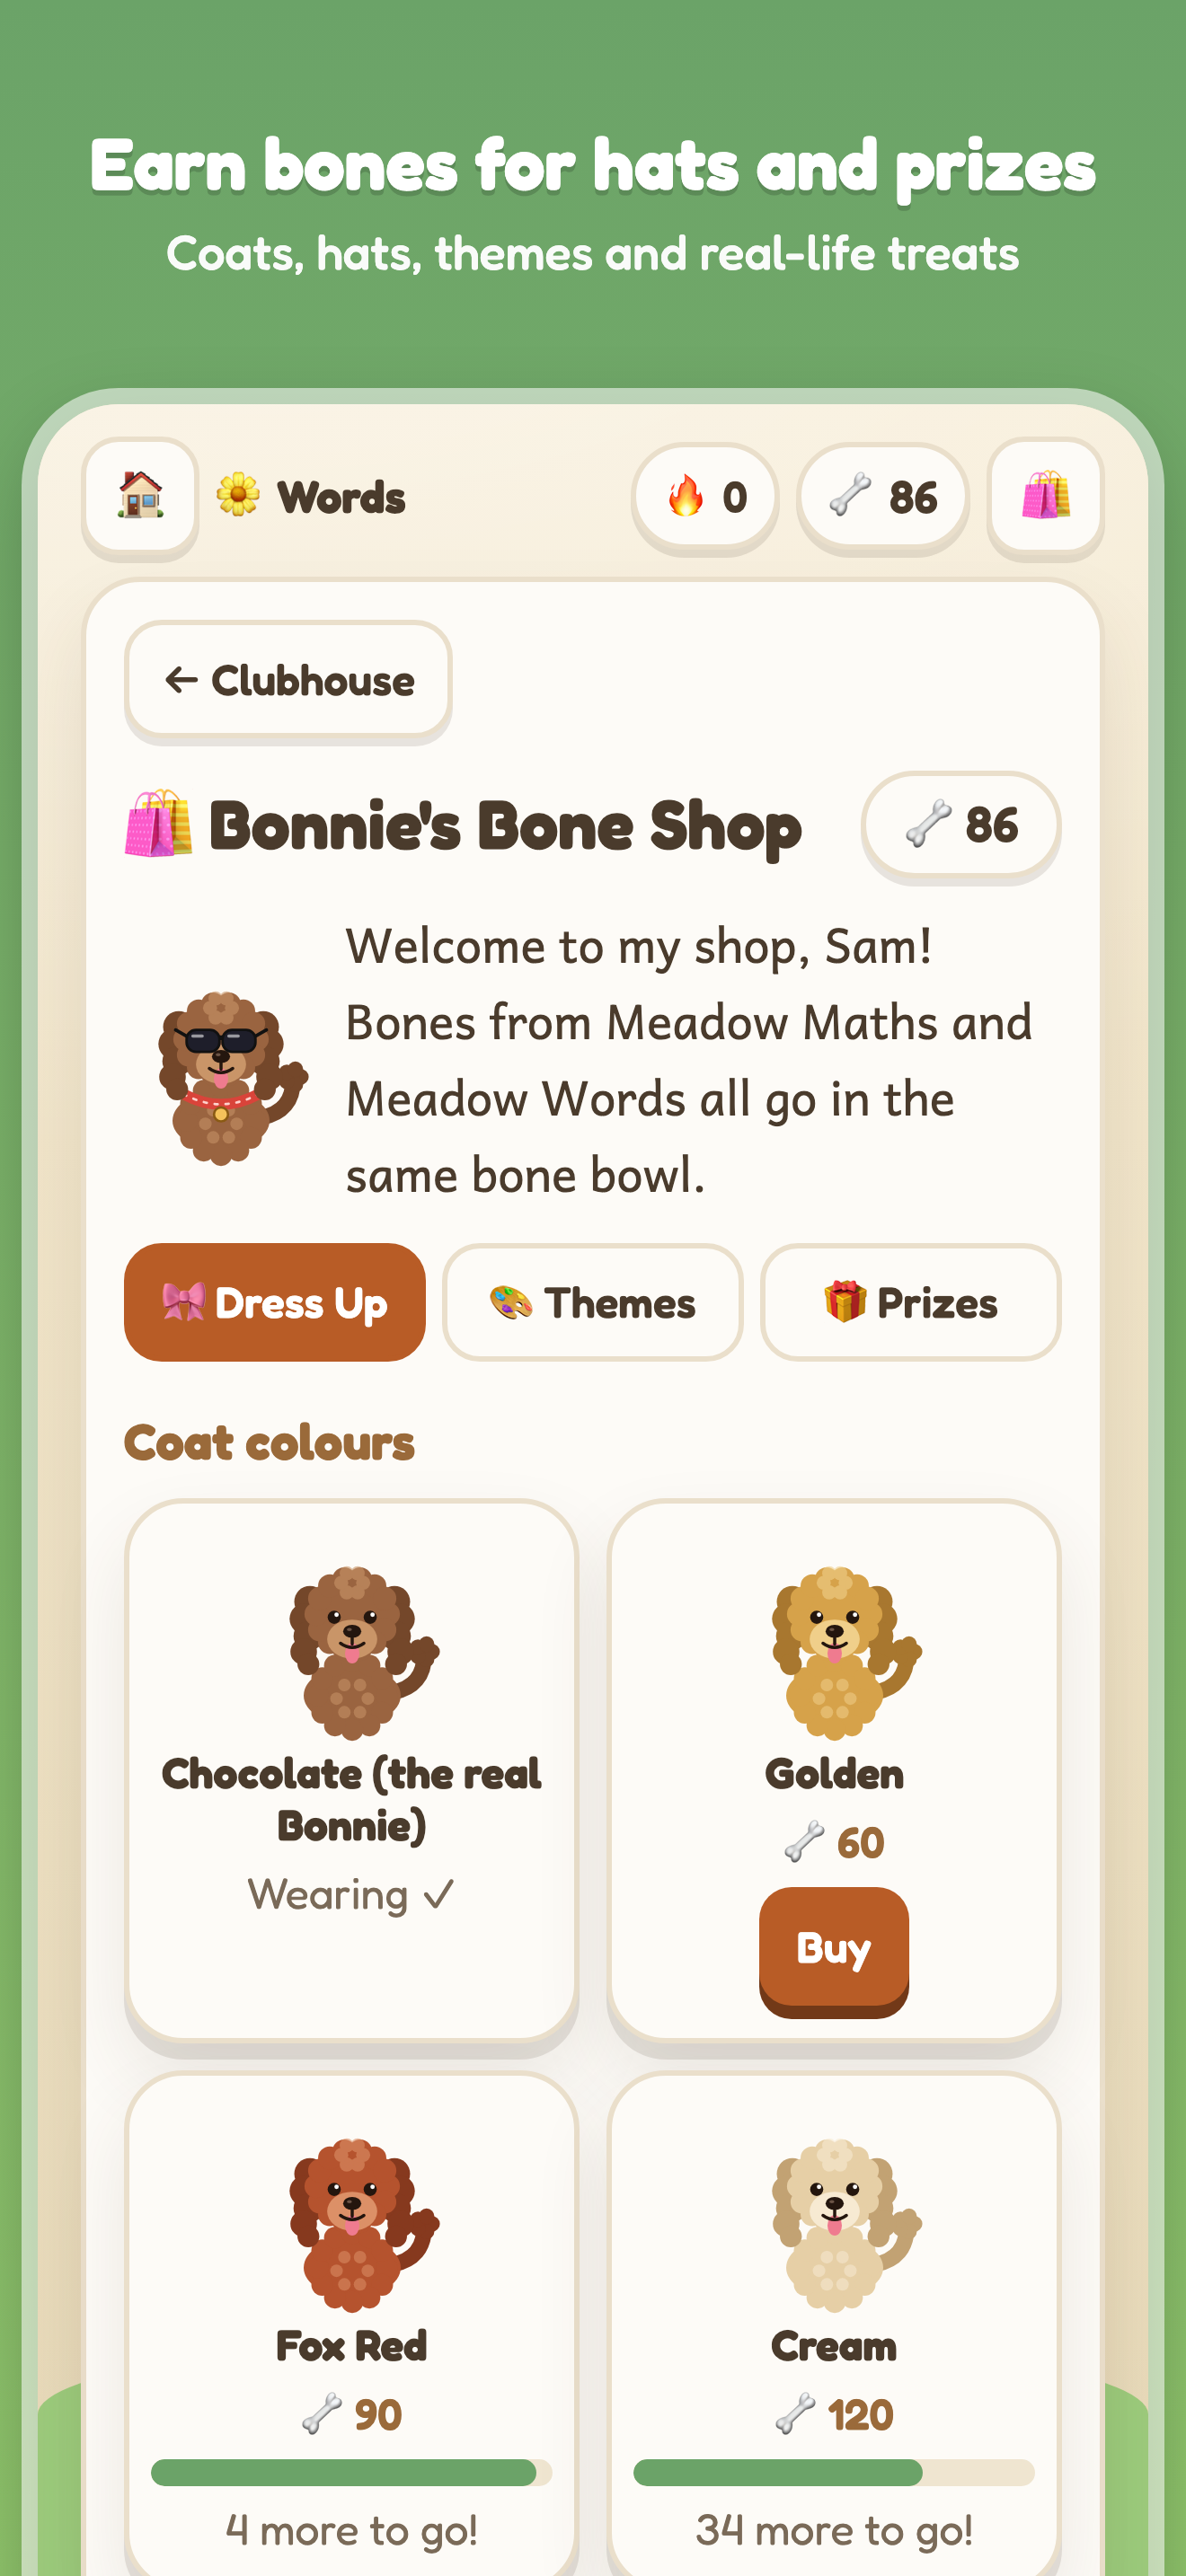 Earn bones for hats and prizes
Coats, hats, themes and real-life treats
Words
0
86
← Clubhouse
Bonnie's Bone Shop
86
Welcome to my shop, Sam!
Bones from Meadow Maths and
Meadow Words all go in the
same bone bowl.
Dress Up
Themes
Prizes
Coat colours
Chocolate (the real
Bonnie)
Wearing ✓
Golden
60
Buy
Fox Red
90
4 more to go!
Cream
120
34 more to go!